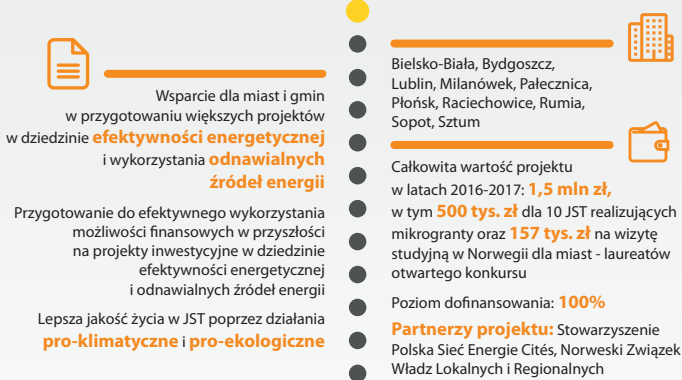 Wsparcie dla miast i gmin
w przygotowaniu większych projektów
w dziedzinie efektywności energetycznej
i wykorzystania odnawialnych
źródeł energii
Przygotowanie do efektywnego wykorzystania
możliwości finansowych w przyszłości
na projekty inwestycyjne w dziedzinie
efektywności energetycznej
i odnawialnych źródeł energii
Lepsza jakość życia w JST poprzez działania
pro-klimatyczne i pro-ekologiczne
Bielsko-Biała, Bydgoszcz,
Lublin, Milanówek, Pałecznica,
Płońsk, Raciechowice, Rumia,
Sopot, Sztum
Całkowita wartość projektu
w latach 2016-2017: 1,5 mln zł,
w tym 500 tys. zł dla 10 JST realizujących
mikrogranty oraz 157 tys. zł na wizytę
studyjną w Norwegii dla miast - laureatów
otwartego konkursu
Poziom dofinansowania: 100%
Partnerzy projektu: Stowarzyszenie
Polska Sieć Energie Cités, Norweski Związek
Władz Lokalnych i Regionalnych